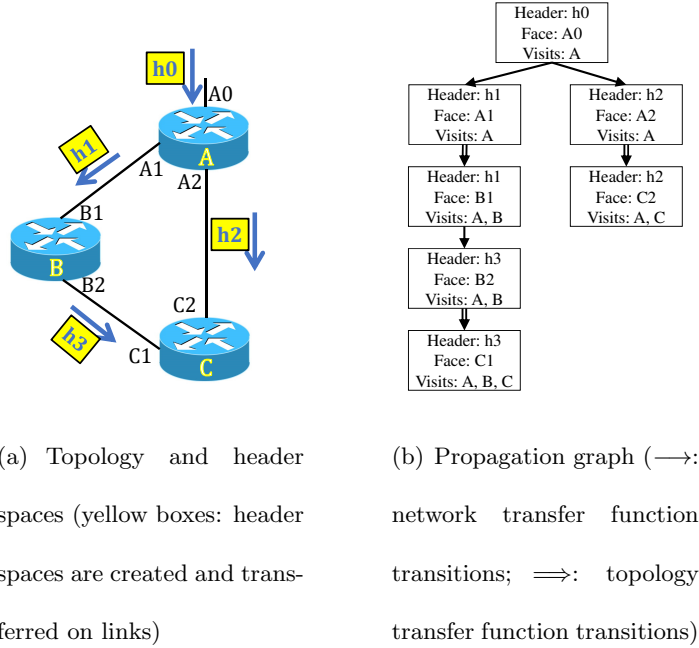 h0
A0
A
h1
A1
A2
B1
h2
B
B2
C2
h3
C1
C
Header: h0
Face: A0
Visits: A
Header: h1
Face: A1
Visits: A
Header: h2
Face: A2
Visits: A
Header: h1
Face: B1
Visits: A, B
Header: h2
Face: C2
Visits: A, C
Header: h3
Face: B2
Visits: A, B
Header: h3
Face: C1
Visits: A, B, C
(a) Topology and header
spaces (yellow boxes: header
spaces are created and trans-
ferred on links)
(b) Propagation graph (⟶:
network transfer function
transitions; ⟹: topology
transfer function transitions)